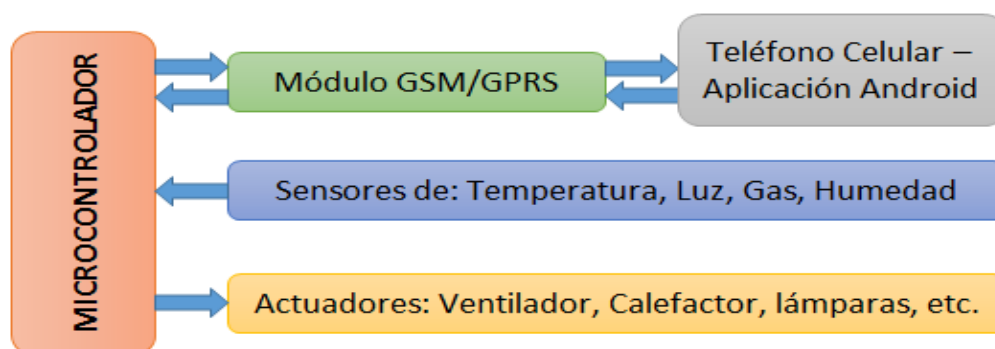 MICROCONTROLADOR
Módulo GSM/GPRS
Teléfono Celular –
Aplicación Android
Sensores de: Temperatura, Luz, Gas, Humedad
Actuadores: Ventilador, Calefactor, lámparas, etc.